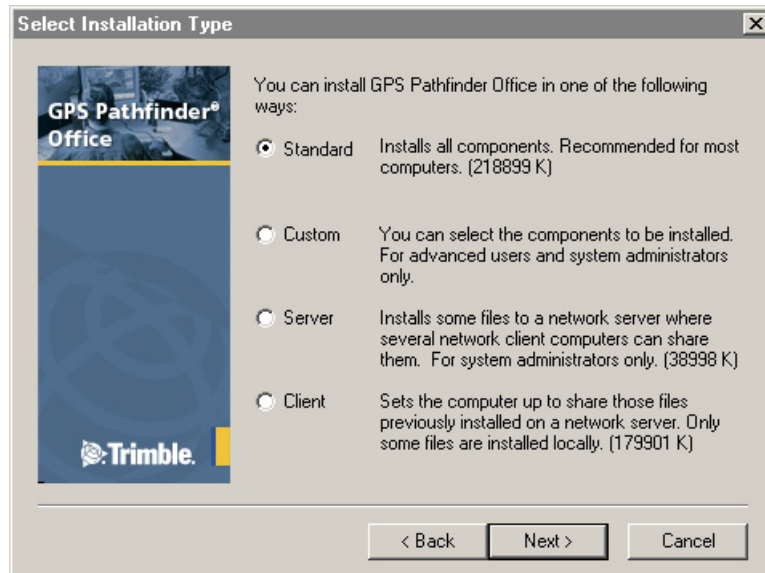 Select Installation Type
GPS Pathfinder®
Office
You can install GPS Pathfinder Office in one of the following
ways:
Standard
Installs all components. Recommended for most
computers. (218899 K)
Custom
You can select the components to be installed.
For advanced users and system administrators
only.
Server
Installs some files to a network server where
several network client computers can share
them.  For system administrators only. (38998 K)
Client
Sets the computer up to share those files
previously installed on a network server. Only
some files are installed locally. (179901 K)
Trimble.
< Back
Next >
Cancel